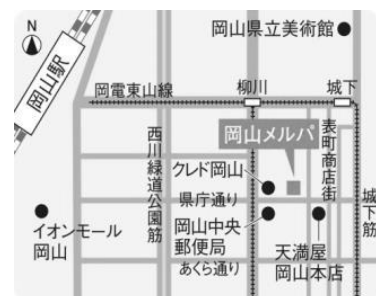 N
岡山県立美術館
岡山駅
岡電東山線
柳川
城下
岡山メルパ
西川緑道公園筋
クレド岡山
表町商店街
県庁通り
城下筋
イオンモール
岡山
岡山中央
郵便局
天満屋
岡山本店
あくら通り